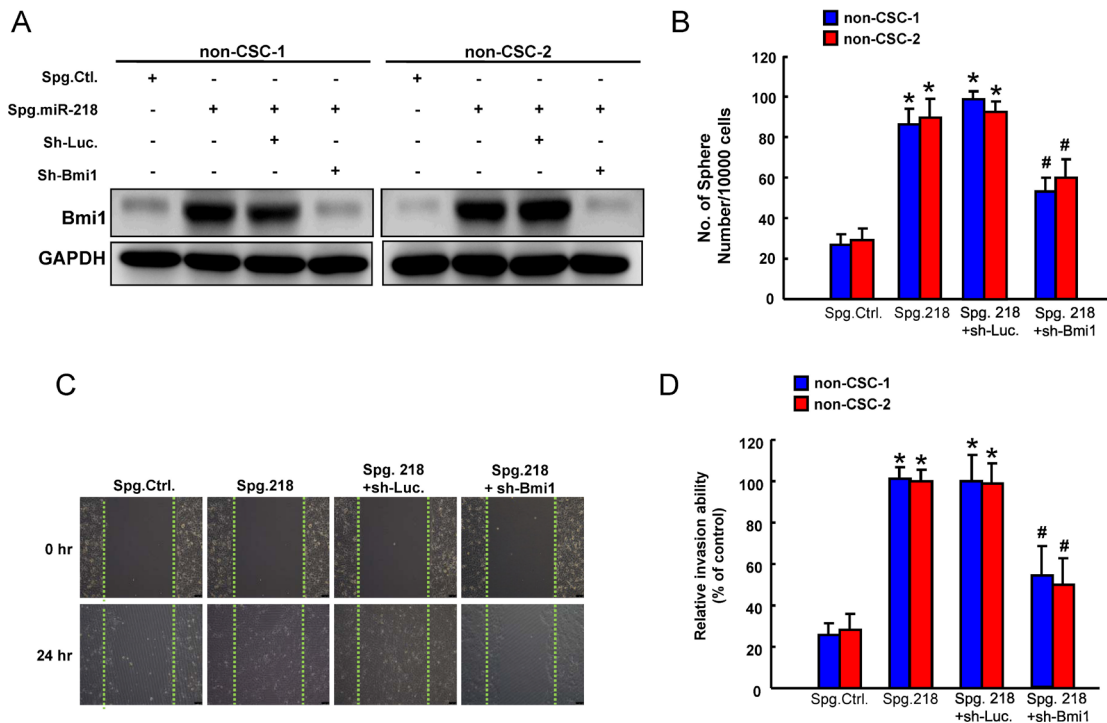 A
non-CSC-1
non-CSC-2
Spg.Ctl. + - - - + - - -
Spg.miR-218 - + + + - + + +
Sh-Luc. - - + - - - + -
Sh-Bmi1 - - - + - - - +
Bmi1
GAPDH
B
non-CSC-1
non-CSC-2
No. of Sphere
Number/10000 cells
120
100
80
60
40
20
0
* * * * # #
Spg.Ctrl.
Spg.218
Spg. 218
+sh-Luc.
Spg. 218
+sh-Bmi1
C
Spg.Ctrl.
Spg.218
Spg. 218
+sh-Luc.
Spg.218
+ sh-Bmi1
0 hr
24 hr
D
non-CSC-1
non-CSC-2
Relative invasion ability
(% of control)
120
100
80
60
40
20
0
* * * * # #
Spg.Ctrl.
Spg.218
Spg. 218
+sh-Luc.
Spg. 218
+sh-Bmi1